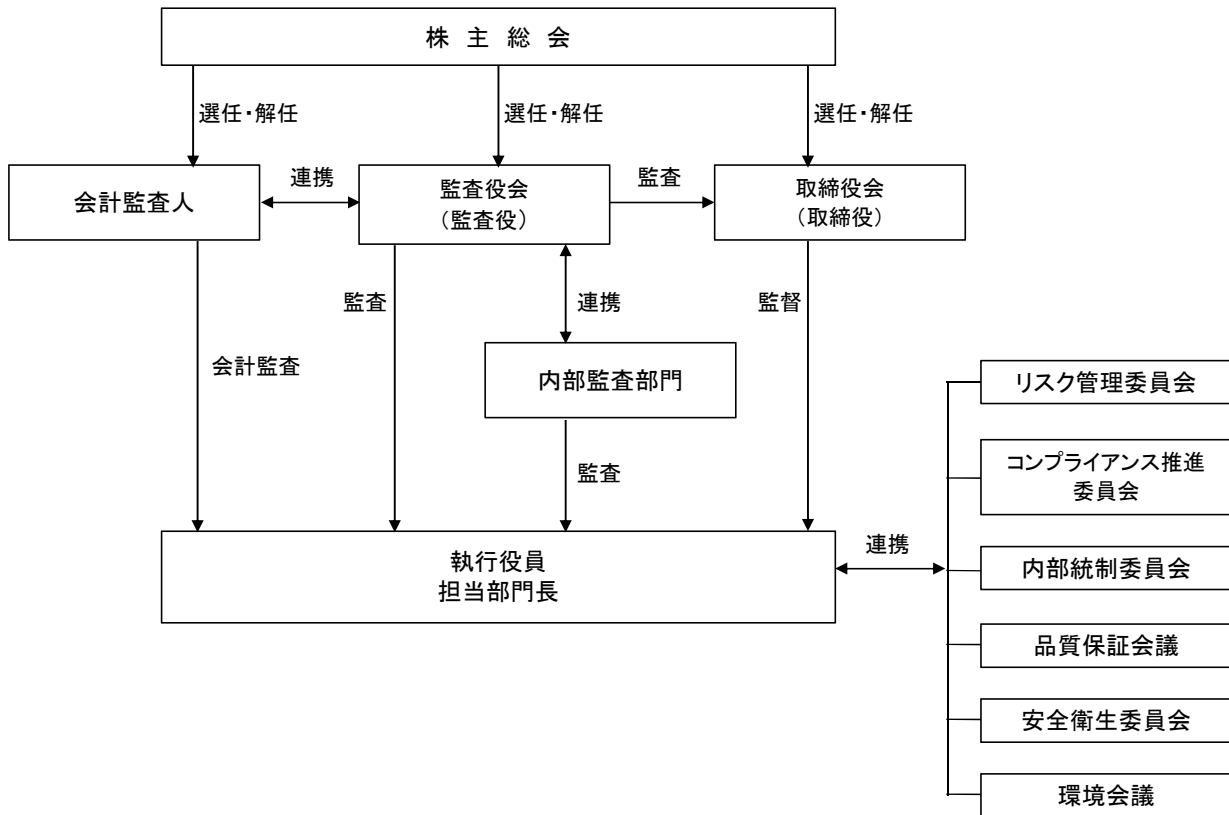 株 主 総 会
選任・解任
選任・解任
選任・解任
会計監査人
連携
監査役会
(監査役)
監査
取締役会
(取締役)
監査
連携
監督
会計監査
内部監査部門
監査
執行役員
担当部門長
連携
リスク管理委員会
コンプライアンス推進
委員会
内部統制委員会
品質保証会議
安全衛生委員会
環境会議